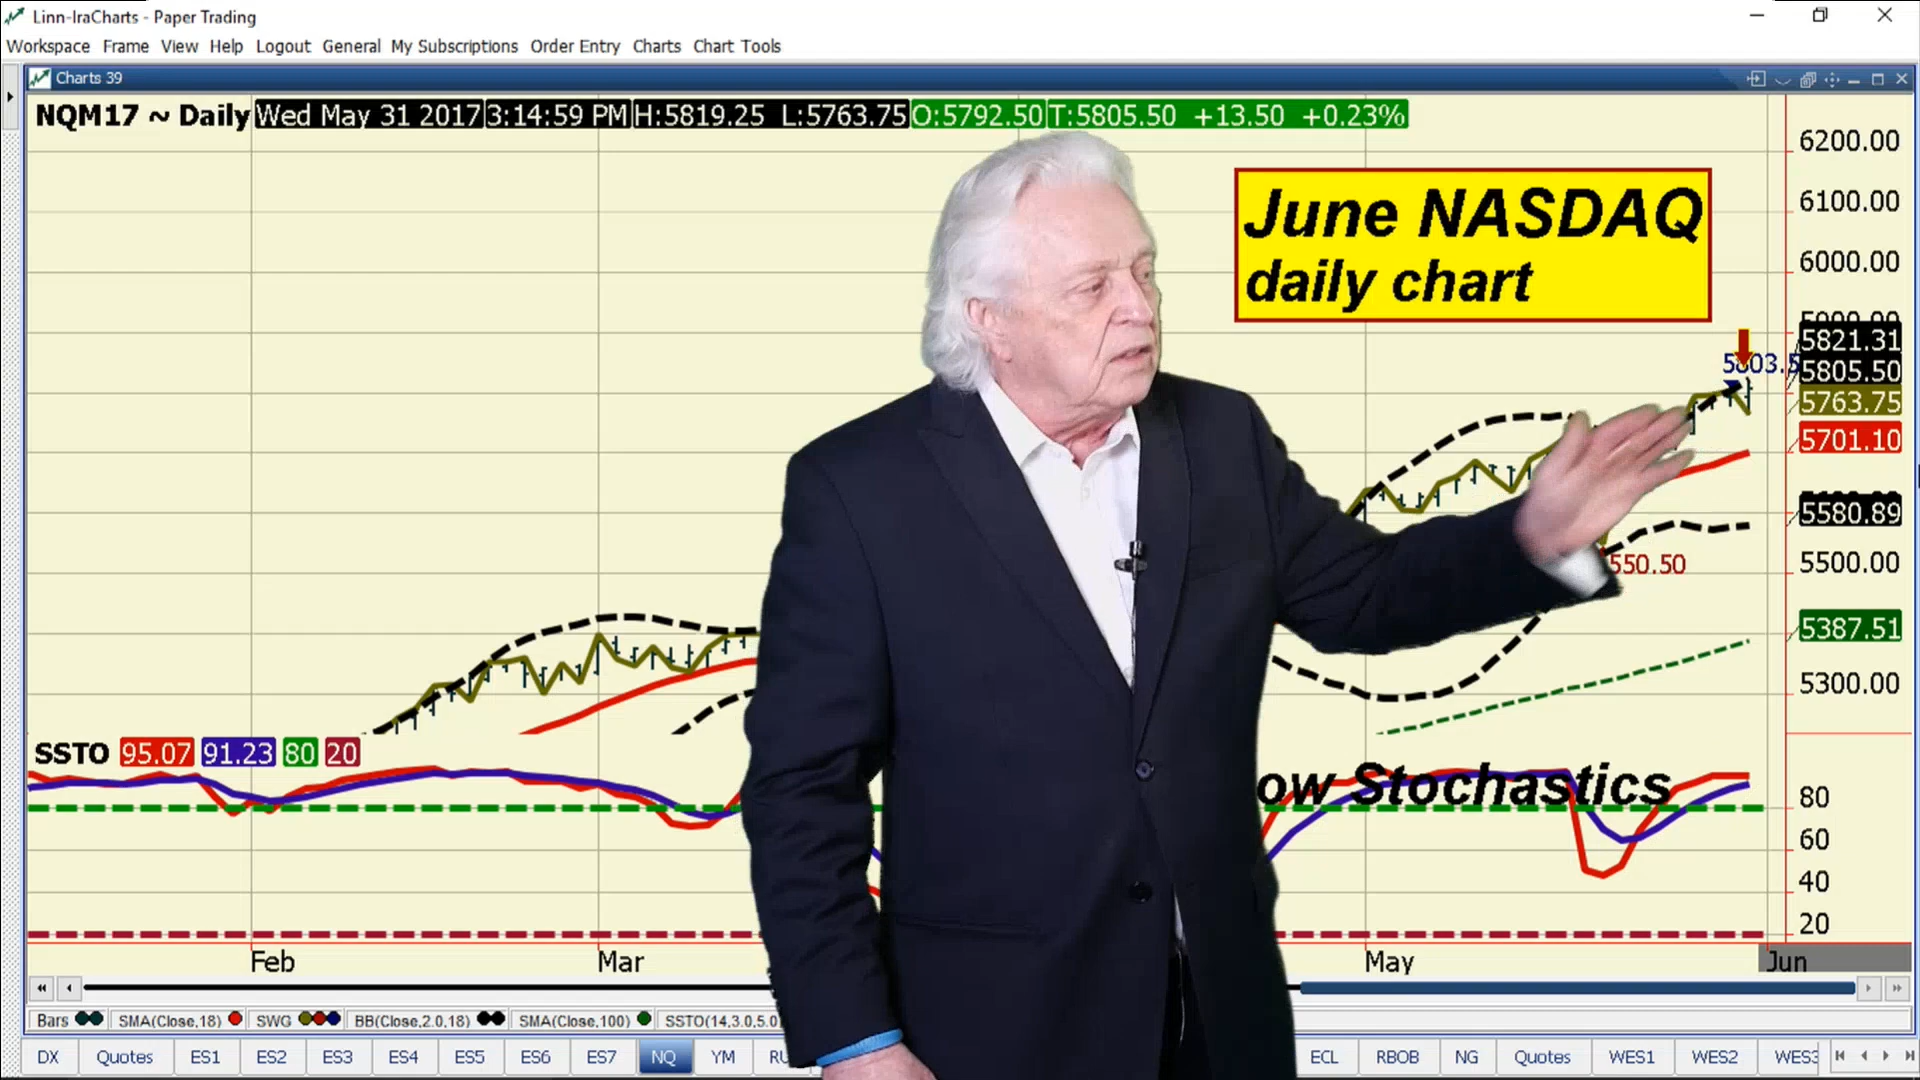 Linn-IraCharts - Paper Trading
Workspace Frame View Help Logout General My Subscriptions Order Entry Charts Chart Tools
Charts 39
NQM17 ~ Daily Wed May 31 2017 3:14:59 PM H:5819.25 L:5763.75 O:5792.50 T:5805.50 +13.50 +0.23%
June NASDAQ
daily chart
6200.00
6100.00
6000.00
5821.31
5805.50
5763.75
5701.10
5580.89
550.50
5500.00
5387.51
5300.00
SSTO 95.07 91.23 80 20
ow Stochastics
80
60
40
20
Feb Mar May Jun
Bars SMA(Close,18) SWG BB(Close,2.0,18) SMA(Close,100) SSTO(14,3.0,5.0
DX Quotes ES1 ES2 ES3 ES4 ES5 ES6 ES7 NQ YM RU ECL RBOB NG Quotes WES1 WES2 WES3